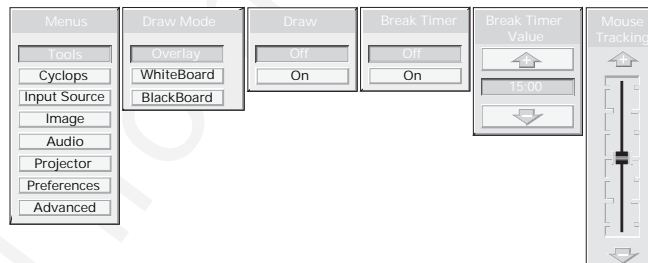 Menus
Tools
Cyclops
Input Source
Image
Audio
Projector
Preferences
Advanced
Draw Mode
Overlay
WhiteBoard
BlackBoard
Draw
Off
On
Break Timer
Off
On
Break Timer
Value
15:00
Mouse
Tracking